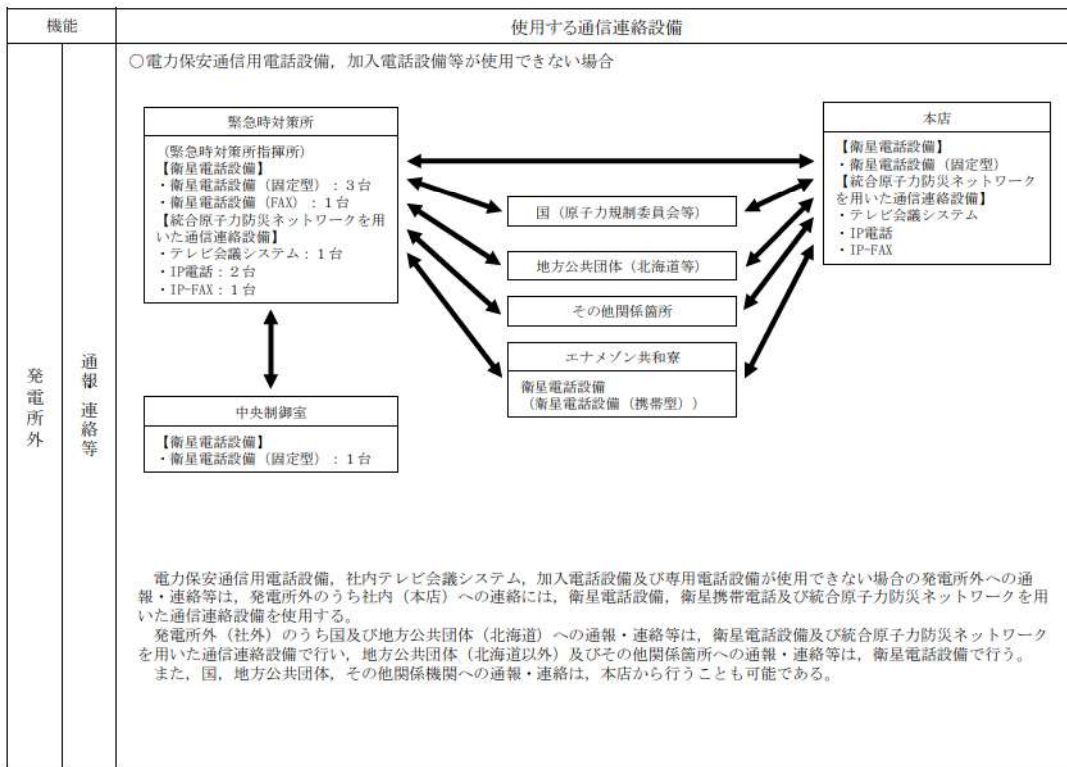 機能
使用する通信連絡設備
発電所外
通報 連絡等
○電力保安通信用電話設備，加入電話設備等が使用できない場合
緊急時対策所
(緊急時対策所指揮所)
【衛星電話設備】
・衛星電話設備（固定型）：３台
・衛星電話設備（FAX）：１台
【統合原子力防災ネットワークを用
いた通信連絡設備】
・テレビ会議システム：１台
・IP電話：２台
・IP-FAX：１台
中央制御室
【衛星電話設備】
・衛星電話設備（固定型）：１台
国（原子力規制委員会等）
地方公共団体（北海道等）
その他関係箇所
エナメゾン共和寮
衛星電話設備
（衛星電話設備（携帯型））
本店
【衛星電話設備】
・衛星電話設備（固定型）
【統合原子力防災ネットワーク
を用いた通信連絡設備】
・テレビ会議システム
・IP電話
・IP-FAX
電力保安通信用電話設備，社内テレビ会議システム，加入電話設備及び専用電話設備が使用できない場合の発電所外への通
報・連絡等は，発電所外のうち社内（本店）への連絡には，衛星電話設備，衛星携帯電話及び統合原子力防災ネットワークを用
いた通信連絡設備を使用する。
発電所外（社外）のうち国及び地方公共団体（北海道）への通報・連絡等は，衛星電話設備及び統合原子力防災ネットワーク
を用いた通信連絡設備で行い，地方公共団体（北海道以外）及びその他関係箇所への通報・連絡等は，衛星電話設備で行う。
また，国，地方公共団体，その他関係機関への通報・連絡は，本店から行うことも可能である。